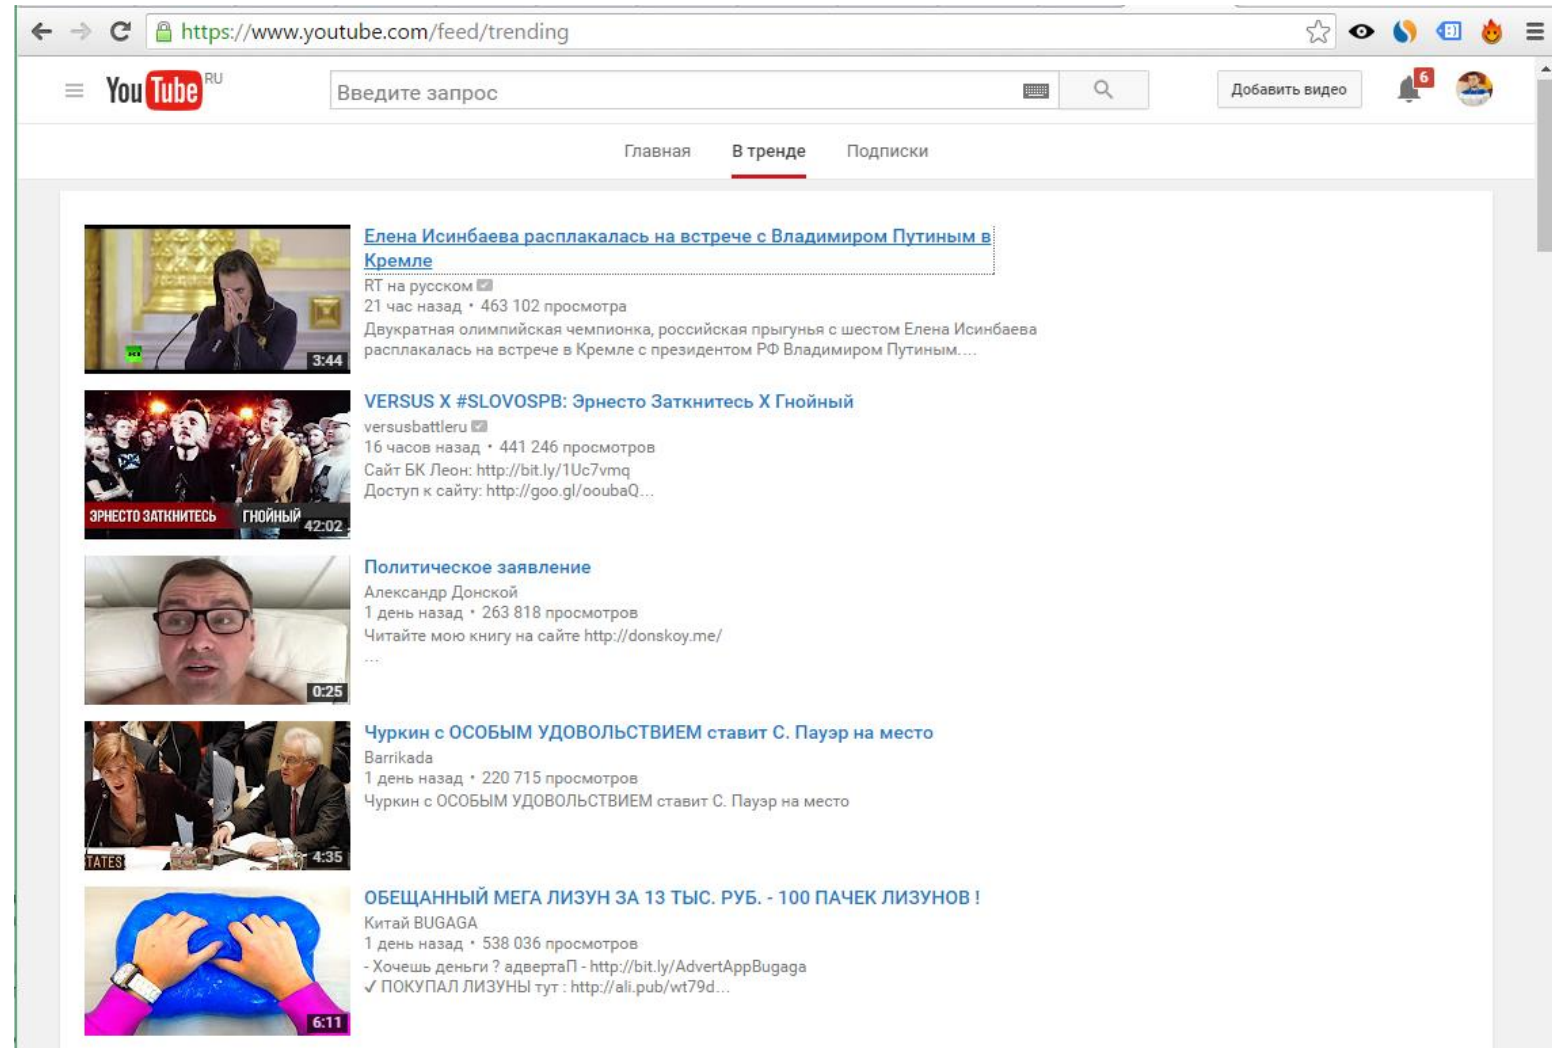 https://www.youtube.com/feed/trending
YouTube RU
Введите запрос
Добавить видео
6
Главная В тренде Подписки
Елена Исинбаева расплакалась на встрече с Владимиром Путиным в
Кремле
RT на русском
21 час назад • 463 102 просмотра
Двукратная олимпийская чемпионка, российская прыгунья с шестом Елена Исинбаева
расплакалась на встрече в Кремле с президентом РФ Владимиром Путиным....
RT
3:44
VERSUS X #SLOVOSPB: Эрнесто Заткнитесь X Гнойный
versusbattleru
16 часов назад • 441 246 просмотров
Сайт БК Леон: http://bit.ly/1Uc7vmq
Доступ к сайту: http://goo.gl/ooubaQ...
ЭРНЕСТО ЗАТКНИТЕСЬ ГНОЙНЫЙ
42:02
Политическое заявление
Александр Донской
1 день назад • 263 818 просмотров
Читайте мою книгу на сайте http://donskoy.me/
...
0:25
Чуркин с ОСОБЫМ УДОВОЛЬСТВИЕМ ставит С. Пауэр на место
Barrikada
1 день назад • 220 715 просмотров
Чуркин с ОСОБЫМ УДОВОЛЬСТВИЕМ ставит С. Пауэр на место
TATES
4:35
ОБЕЩАННЫЙ МЕГА ЛИЗУН ЗА 13 ТЫС. РУБ. - 100 ПАЧЕК ЛИЗУНОВ !
Китай BUGAGA
1 день назад • 538 036 просмотров
- Хочешь деньги ? адвертаП - http://bit.ly/AdvertAppBugaga
✓ ПОКУПАЛ ЛИЗУНЫ тут : http://ali.pub/wt79d...
6:11